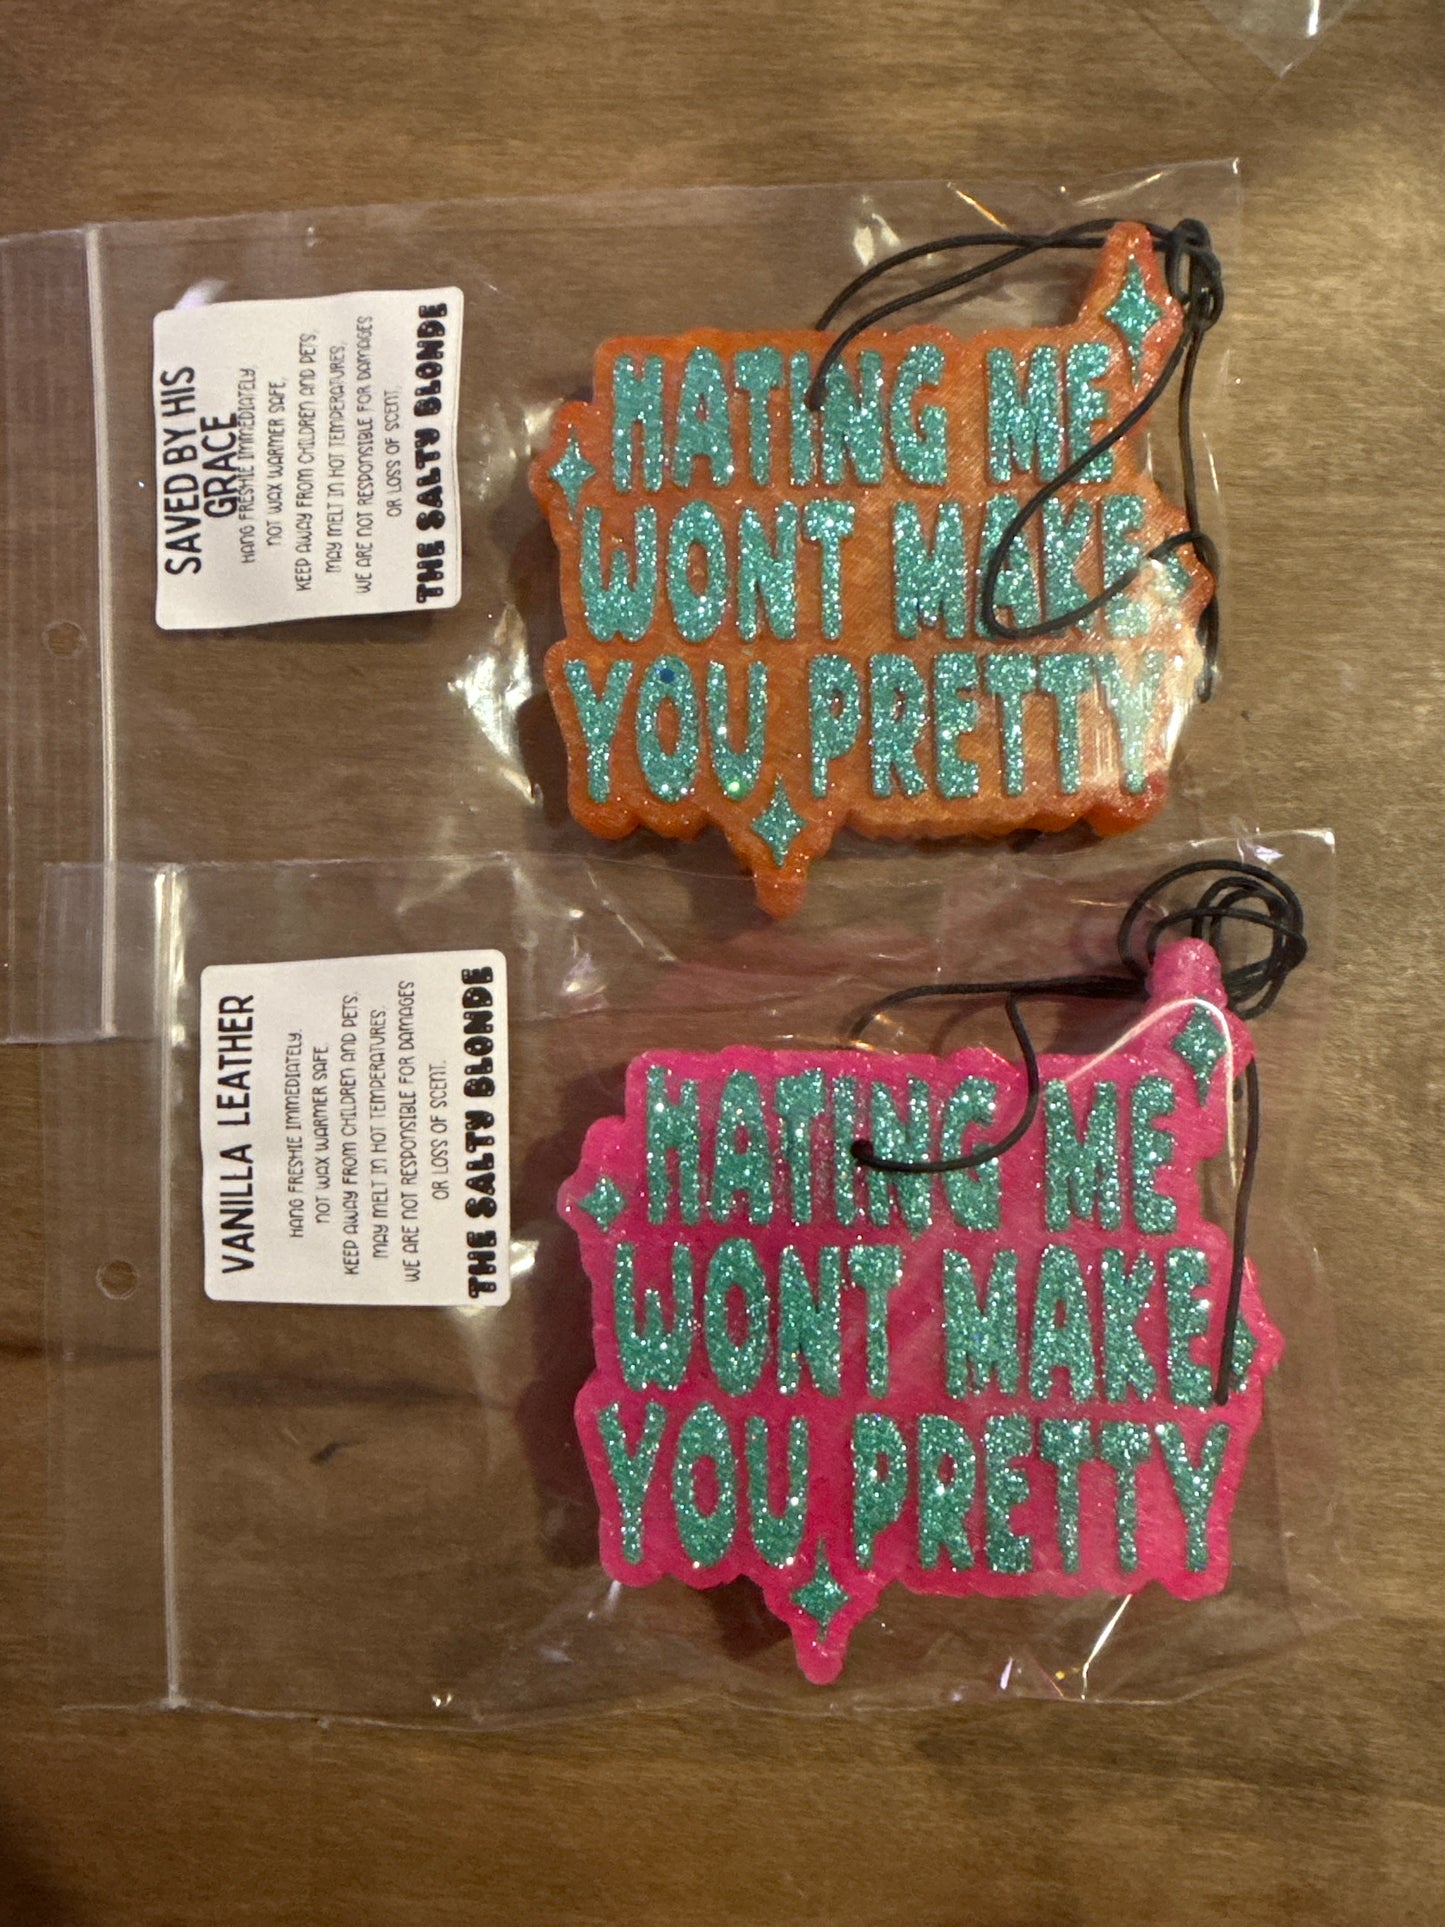 SAVED BY HIS
GRACE
HANG FRESHIE IMMEDIATELY.
NOT WAX WARMER SAFE.
KEEP AWAY FROM CHILDREN AND PETS.
MAY MELT IN HOT TEMPERATURES.
WE ARE NOT RESPONSIBLE FOR DAMAGES
OR LOSS OF SCENT.
THE SALTY BLONDE
HATING ME
WONT MAKE
YOU PRETTY
VANILLA LEATHER
HANG FRESHIE IMMEDIATELY.
NOT WAX WARMER SAFE.
KEEP AWAY FROM CHILDREN AND PETS.
MAY MELT IN HOT TEMPERATURES.
WE ARE NOT RESPONSIBLE FOR DAMAGES
OR LOSS OF SCENT.
THE SALTY BLONDE
HATING ME
WONT MAKE
YOU PRETTY